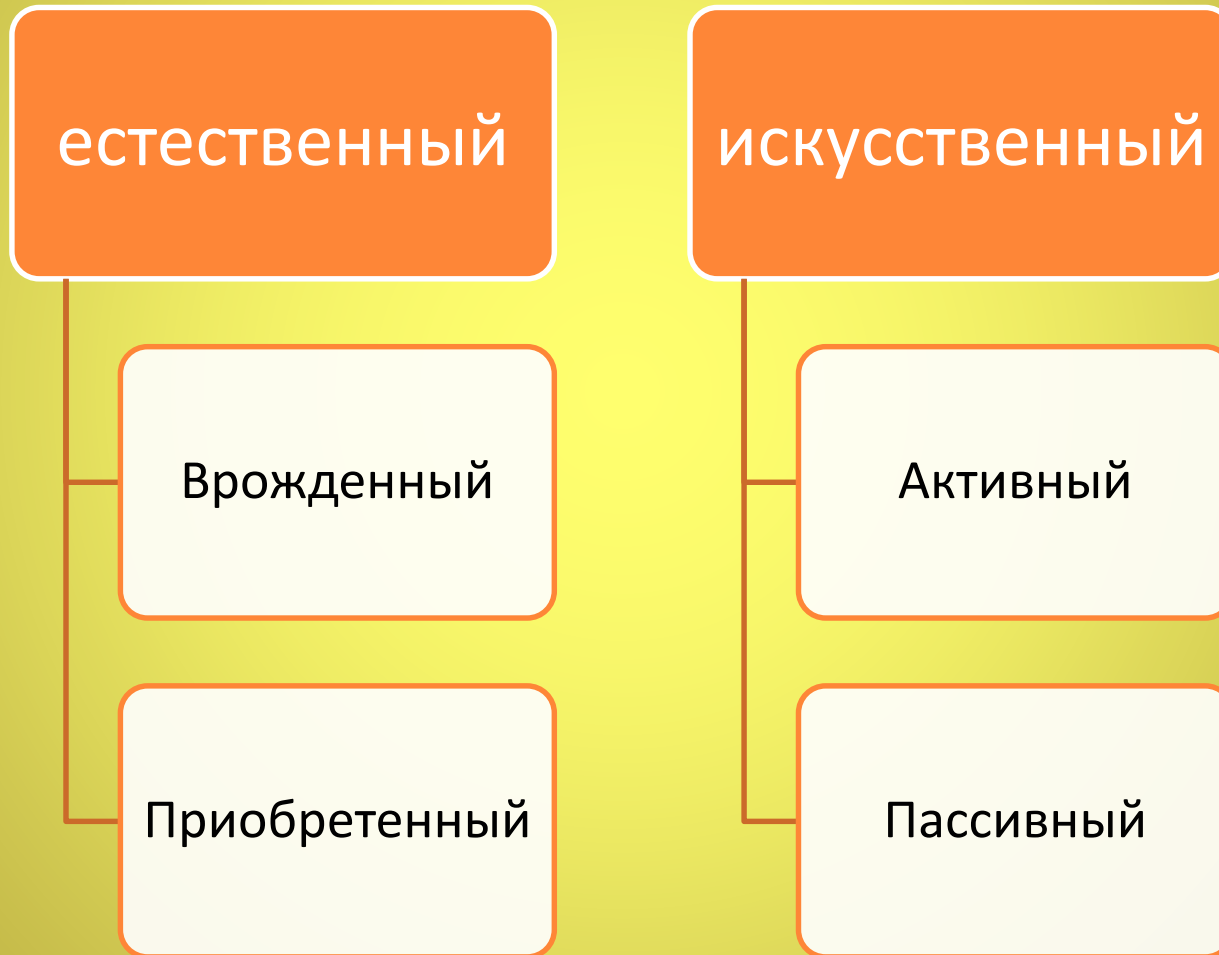 естественный
Врожденный
Приобретенный
искусственный
Активный
Пассивный